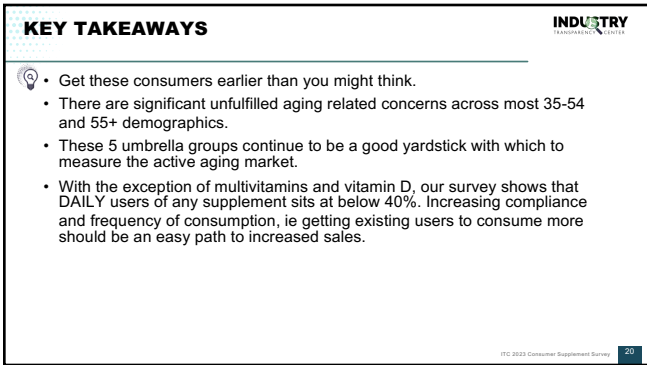 KEY TAKEAWAYS
INDUSTRY
TRANSPARENCY CENTER
• Get these consumers earlier than you might think.
• There are significant unfulfilled aging related concerns across most 35-54
and 55+ demographics.
• These 5 umbrella groups continue to be a good yardstick with which to
measure the active aging market.
• With the exception of multivitamins and vitamin D, our survey shows that
DAILY users of any supplement sits at below 40%. Increasing compliance
and frequency of consumption, ie getting existing users to consume more
should be an easy path to increased sales.
ITC 2023 Consumer Supplement Survey 20